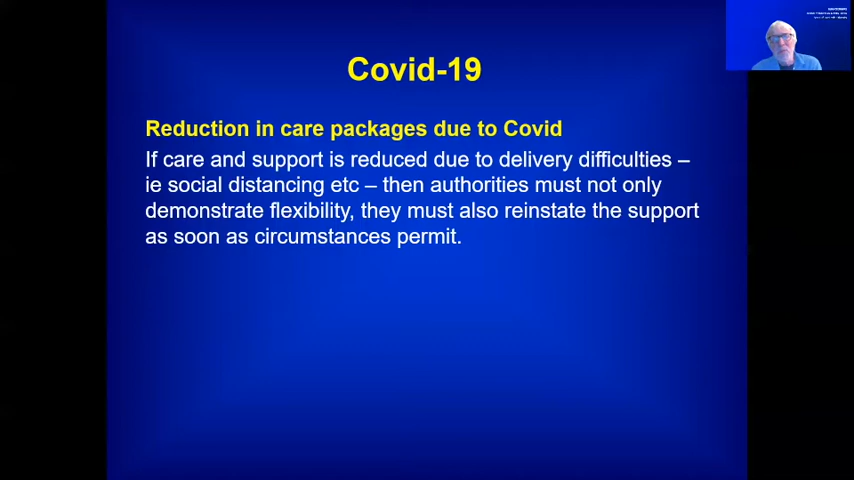 Covid-19
Reduction in care packages due to Covid
If care and support is reduced due to delivery difficulties –
ie social distancing etc – then authorities must not only
demonstrate flexibility, they must also reinstate the support
as soon as circumstances permit.